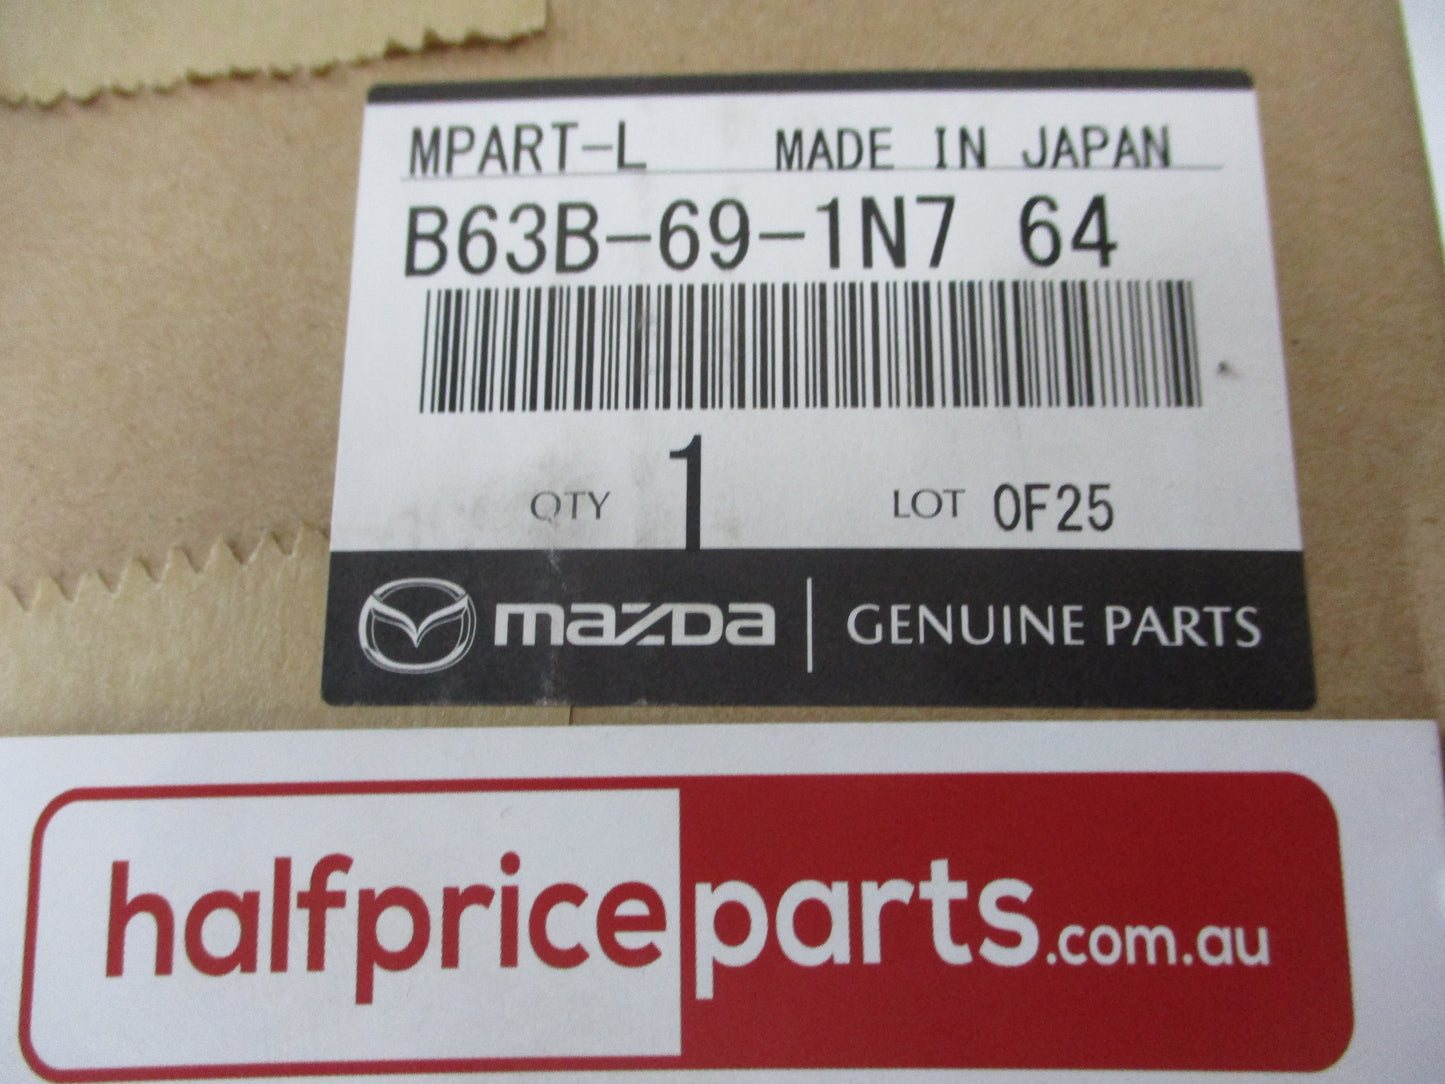 MPART-L MADE IN JAPAN
B63B-69-1N7 64
QTY 1 LOT 0F25
mazda GENUINE PARTS
halfpriceparts.com.au